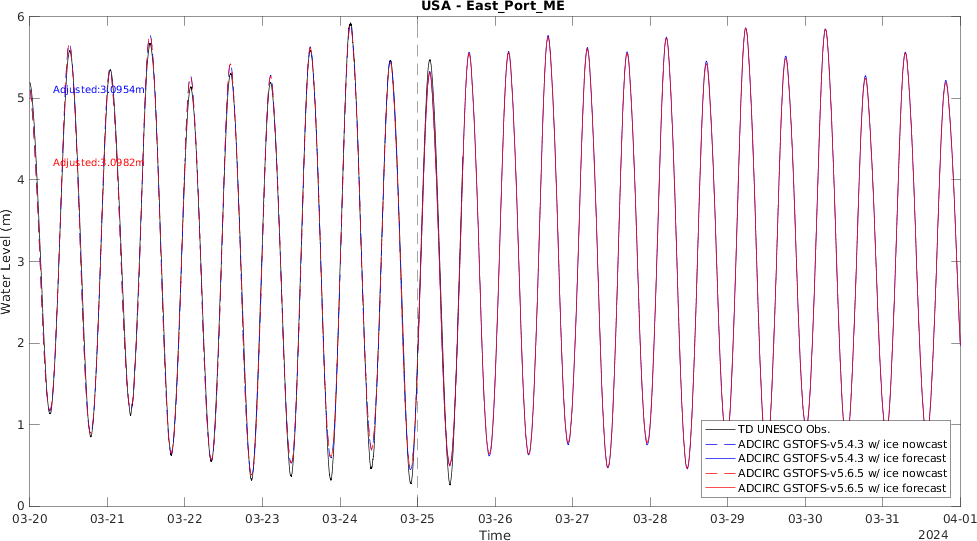 USA - East_Port_ME
Water Level (m)
6
5
4
3
2
1
0
Adjusted:3.0954m
Adjusted:3.0982m
TD UNESCO Obs.
ADCIRC GSTOFS-v5.4.3 w/ ice nowcast
ADCIRC GSTOFS-v5.4.3 w/ ice forecast
ADCIRC GSTOFS-v5.6.5 w/ ice nowcast
ADCIRC GSTOFS-v5.6.5 w/ ice forecast
03-20 03-21 03-22 03-23 03-24 03-25 03-26 03-27 03-28 03-29 03-30 03-31 04-01
Time
2024